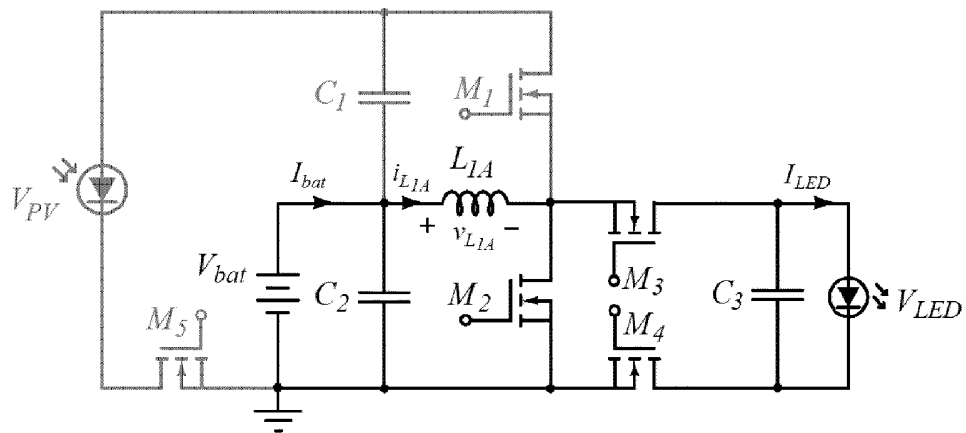 C1
M1
L1A
Ibat
iL1A
ILED
VPV
+ vL1A −
Vbat
C2
M2
M3
C3
VLED
M5
M4